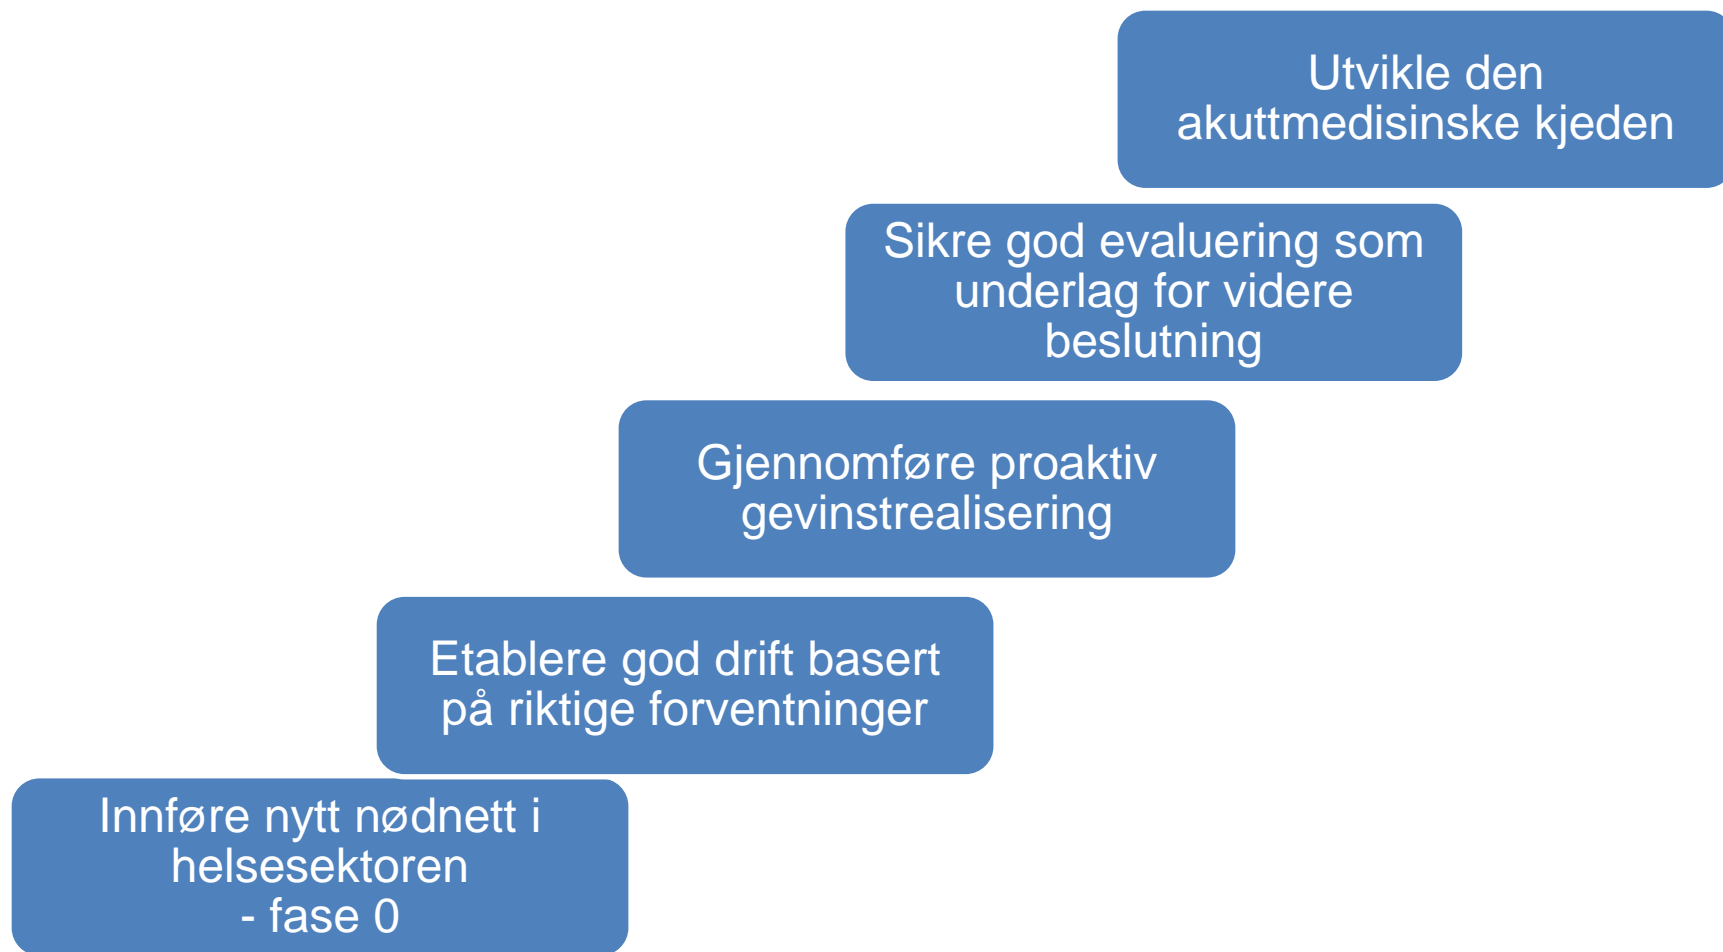 Utvikle den
akuttmedisinske kjeden
Sikre god evaluering som
underlag for videre
beslutning
Gjennomføre proaktiv
gevinstrealisering
Etablere god drift basert
på riktige forventninger
Innføre nytt nødnett i
helsesektoren
- fase 0